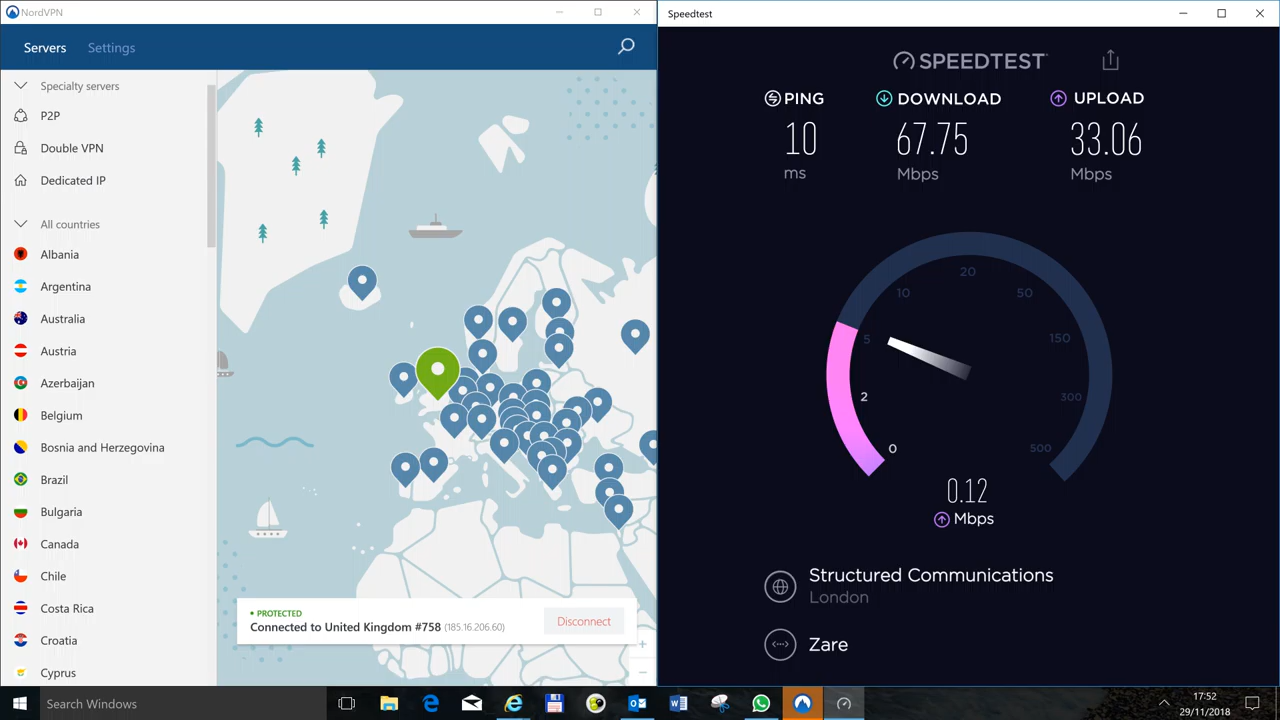 NordVPN
Servers
Settings
Specialty servers
P2P
Double VPN
Dedicated IP
All countries
Albania
Argentina
Australia
Austria
Azerbaijan
Belgium
Bosnia and Herzegovina
Brazil
Bulgaria
Canada
Chile
Costa Rica
Croatia
Cyprus
PROTECTED
Connected to United Kingdom #758 (185.16.206.60)
Disconnect
Speedtest
SPEEDTEST
PING
10
ms
DOWNLOAD
67.75
Mbps
UPLOAD
33.06
Mbps
0
2
5
10
20
50
150
300
500
0.12
Mbps
Structured Communications
London
Zare
Search Windows
17:52
29/11/2018